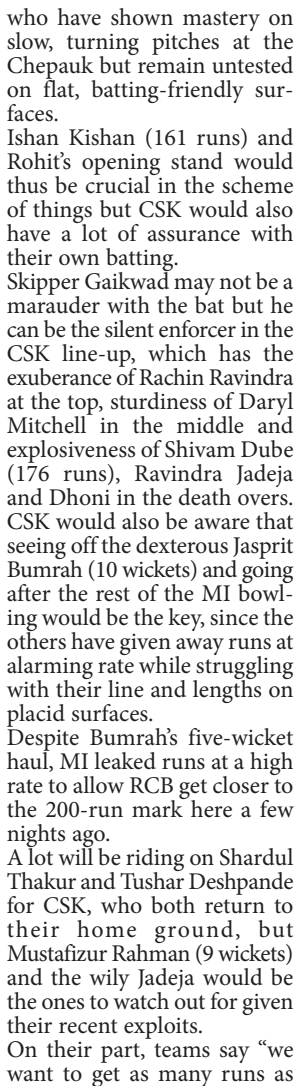 who have shown mastery on
slow, turning pitches at the
Chepauk but remain untested
on flat, batting-friendly sur-
faces.
Ishan Kishan (161 runs) and
Rohit's opening stand would
thus be crucial in the scheme
of things but CSK would also
have a lot of assurance with
their own batting.
Skipper Gaikwad may not be a
marauder with the bat but he
can be the silent enforcer in the
CSK line-up, which has the
exuberance of Rachin Ravindra
at the top, sturdiness of Daryl
Mitchell in the middle and
explosiveness of Shivam Dube
(176 runs), Ravindra Jadeja
and Dhoni in the death overs.
CSK would also be aware that
seeing off the dexterous Jasprit
Bumrah (10 wickets) and going
after the rest of the MI bowl-
ing would be the key, since the
others have given away runs at
alarming rate while struggling
with their line and lengths on
placid surfaces.
Despite Bumrah's five-wicket
haul, MI leaked runs at a high
rate to allow RCB get closer to
the 200-run mark here a few
nights ago.
A lot will be riding on Shardul
Thakur and Tushar Deshpande
for CSK, who both return to
their home ground, but
Mustafizur Rahman (9 wickets)
and the wily Jadeja would be
the ones to watch out for given
their recent exploits.
On their part, teams say "we
want to get as many runs as